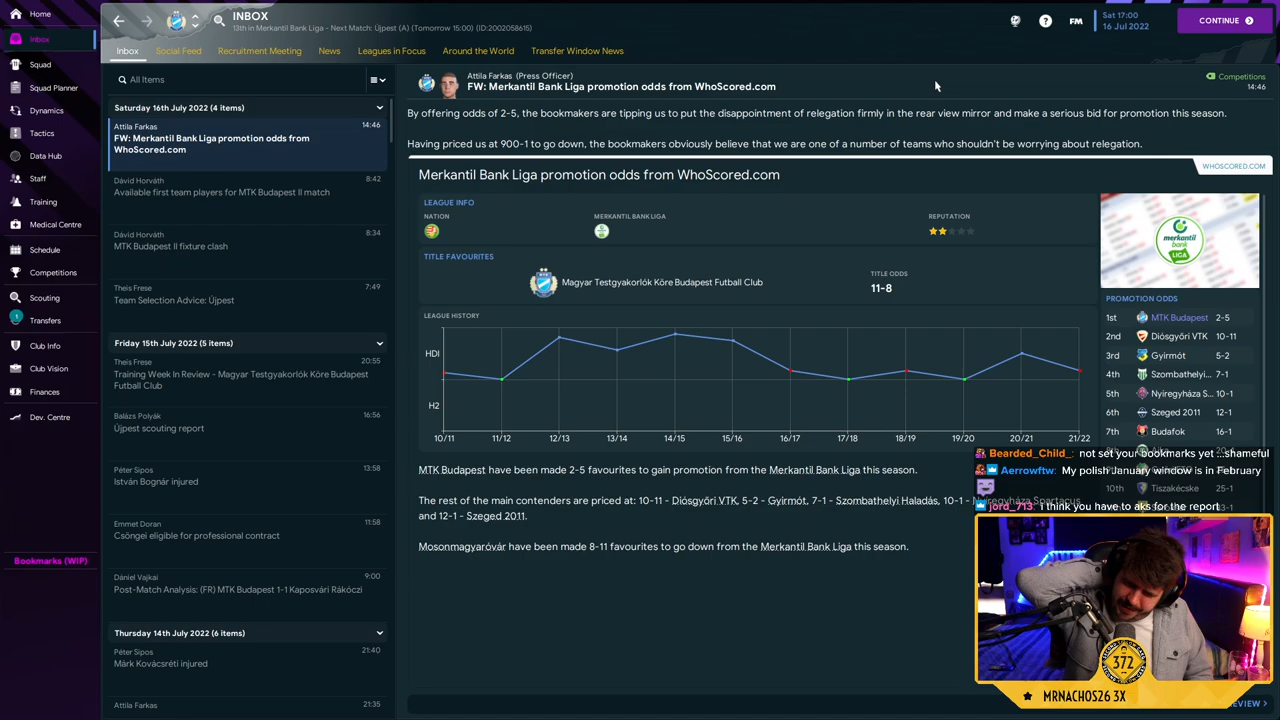 Home
Inbox
Squad
Squad Planner
Dynamics
Tactics
Data Hub
Staff
Training
Medical Centre
Schedule
Competitions
Scouting
1
Transfers
Club Info
Club Vision
Finances
Dev. Centre
Bookmarks (WIP)
INBOX
13th in Merkantil Bank Liga - Next Match: Újpest (A) (Tomorrow 15:00) (ID:2002058615)
FM
Sat 17:00
16 Jul 2022
CONTINUE
Inbox
Social Feed
Recruitment Meeting
News
Leagues in Focus
Around the World
Transfer Window News
All Items
Saturday 16th July 2022 (4 items)
Attila Farkas 14:46
FW: Merkantil Bank Liga promotion odds from
WhoScored.com
Dávid Horváth 8:42
Available first team players for MTK Budapest II match
Dávid Horváth 8:34
MTK Budapest II fixture clash
Theis Frese 7:49
Team Selection Advice: Újpest
Friday 15th July 2022 (5 items)
Theis Frese 20:55
Training Week In Review - Magyar Testgyakorlók Köre Budapest
Futball Club
Balázs Polyák 16:56
Újpest scouting report
Péter Sipos 13:58
István Bognár injured
Emmet Doran 11:58
Csöngei eligible for professional contract
Dániel Vajkai 9:00
Post-Match Analysis: (FR) MTK Budapest 1-1 Kaposvári Rákóczi
Thursday 14th July 2022 (6 items)
Péter Sipos 21:40
Márk Kovácsréti injured
Attila Farkas 21:35
Attila Farkas (Press Officer)
FW: Merkantil Bank Liga promotion odds from WhoScored.com
Competitions
14:46
By offering odds of 2-5, the bookmakers are tipping us to put the disappointment of relegation firmly in the rear view mirror and make a serious bid for promotion this season.
Having priced us at 900-1 to go down, the bookmakers obviously believe that we are one of a number of teams who shouldn't be worrying about relegation.
WHOSCORED.COM
Merkantil Bank Liga promotion odds from WhoScored.com
LEAGUE INFO
NATION
MERKANTIL BANK LIGA
REPUTATION
TITLE FAVOURITES
Magyar Testgyakorlók Köre Budapest Futball Club
TITLE ODDS
11-8
LEAGUE HISTORY
HDI
H2
10/11 11/12 12/13 13/14 14/15 15/16 16/17 17/18 18/19 19/20 20/21 21/22
merkantil
bank
LIGA
PROMOTION ODDS
1st MTK Budapest 2-5
2nd Diósgyőri VTK 10-11
3rd Gyirmót 5-2
4th Szombathelyi... 7-1
5th Nyíregyháza S... 10-1
6th Szeged 2011 12-1
7th Budafok 16-1
10th Tiszakécske 25-1
MTK Budapest have been made 2-5 favourites to gain promotion from the Merkantil Bank Liga this season.
The rest of the main contenders are priced at: 10-11 - Diósgyőri VTK, 5-2 - Gyirmót, 7-1 - Szombathelyi Haladás, 10-1 - Nyíregyháza Spartacus
and 12-1 - Szeged 2011.
Mosonmagyaróvár have been made 8-11 favourites to go down from the Merkantil Bank Liga this season.
Bearded_Child_: not set your bookmarks yet ...shameful
Aerrowftw: My polish January window is in February
jord_713: i think you have to aks for the report
372
MRNACHOS26 3X